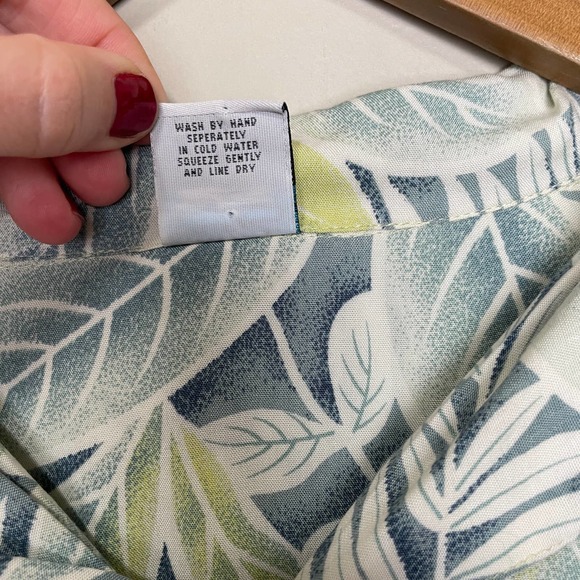 WASH BY HAND
SEPERATELY
IN COLD WATER
SQUEEZE GENTLY
AND LINE DRY